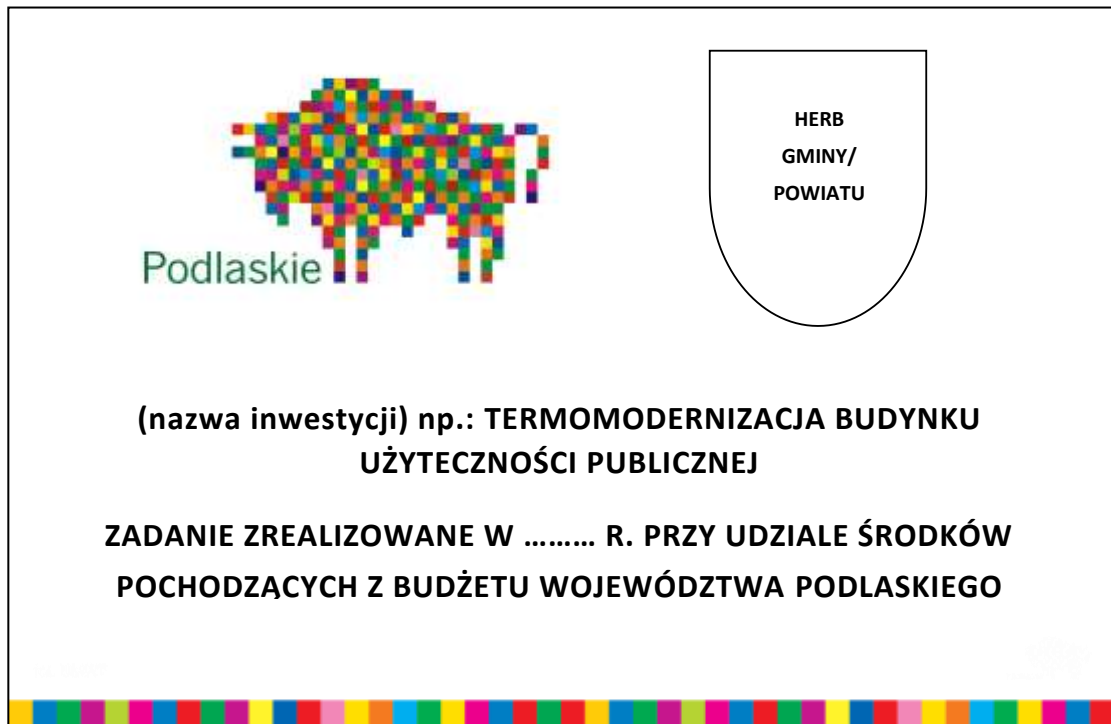 Podlaskie
HERB
GMINY/
POWIATU
(nazwa inwestycji) np.: TERMOMODERNIZACJA BUDYNKU
UŻYTECZNOŚCI PUBLICZNEJ
ZADANIE ZREALIZOWANE W ……… R. PRZY UDZIALE ŚRODKÓW
POCHODZĄCYCH Z BUDŻETU WOJEWÓDZTWA PODLASKIEGO